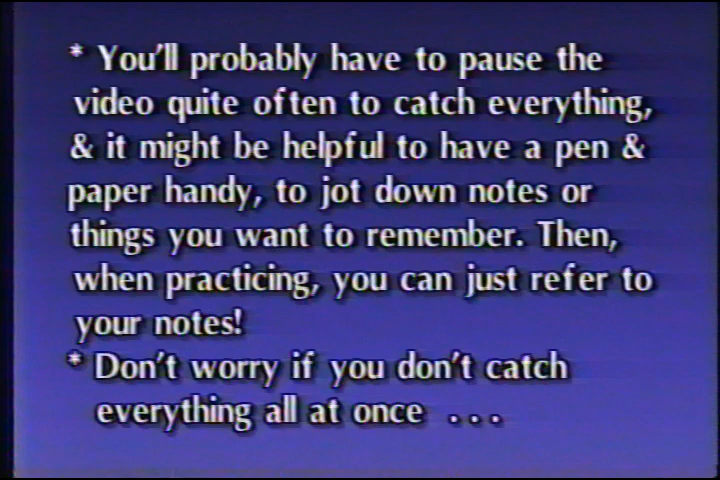 * You'll probably have to pause the
video quite often to catch everything,
& it might be helpful to have a pen &
paper handy, to jot down notes or
things you want to remember. Then,
when practicing, you can just refer to
your notes!
* Don't worry if you don't catch
everything all at once ...